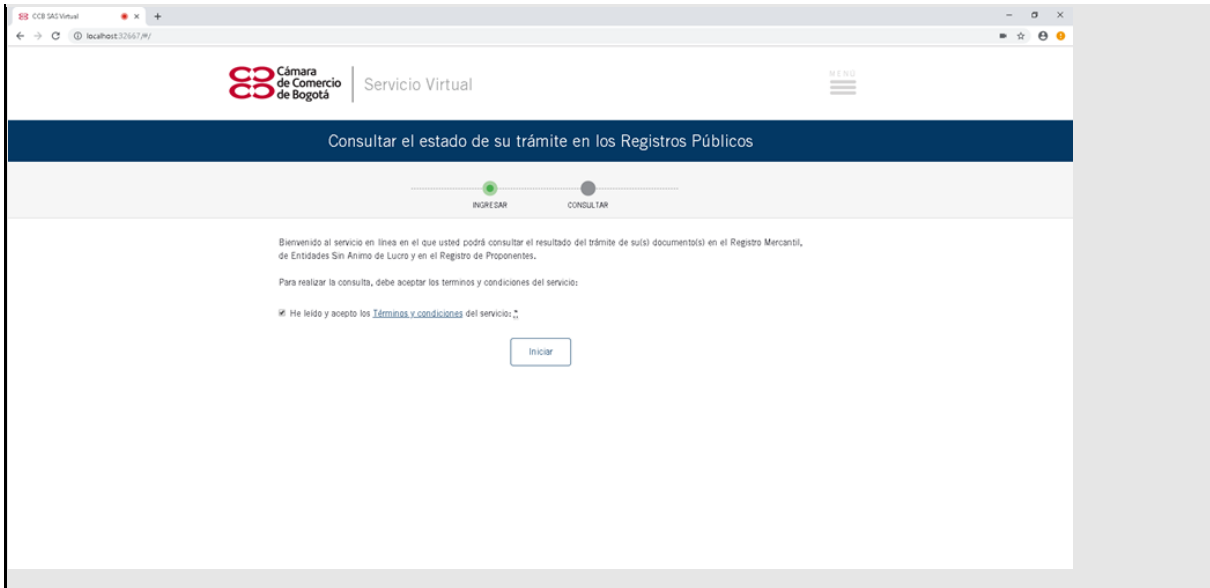 CCB SAS Virtual
localhost:32667/#/
Cámara
de Comercio
de Bogotá
Servicio Virtual
MENÚ
Consultar el estado de su trámite en los Registros Públicos
INGRESAR
CONSULTAR
Bienvenido al servicio en línea en el que usted podrá consultar el resultado del trámite de su(s) documento(s) en el Registro Mercantil,
de Entidades Sin Animo de Lucro y en el Registro de Proponentes.
Para realizar la consulta, debe aceptar los terminos y condiciones del servicio:
He leído y acepto los Términos y condiciones del servicio: *
Iniciar